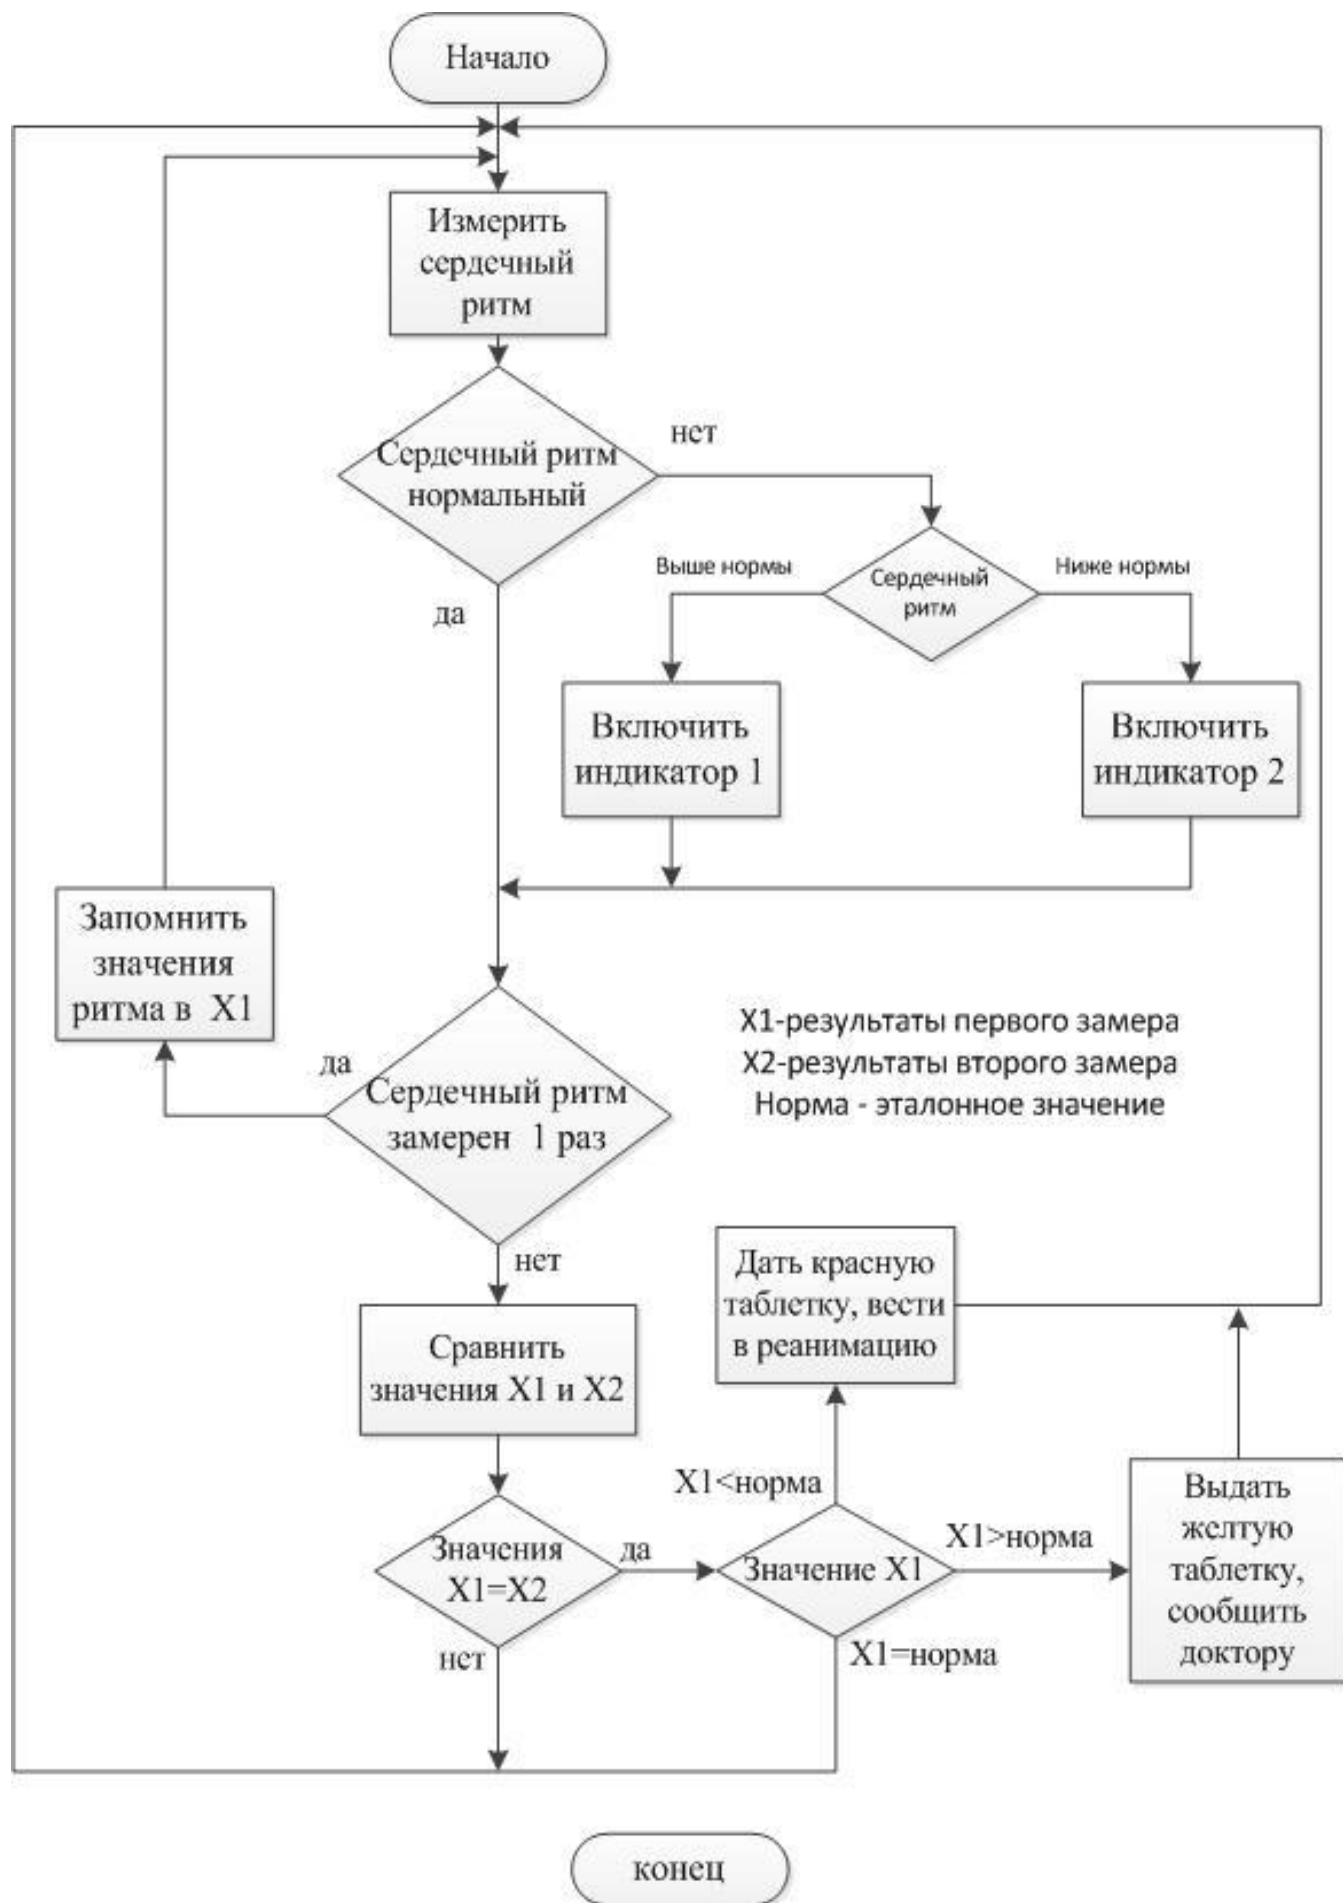 Начало
Измерить
сердечный
ритм
Сердечный ритм
нормальный
нет
да
Выше нормы
Сердечный
ритм
Ниже нормы
Включить
индикатор 1
Включить
индикатор 2
Запомнить
значения
ритма в X1
X1-результаты первого замера
X2-результаты второго замера
Норма - эталонное значение
да
Сердечный ритм
замерен 1 раз
нет
Дать красную
таблетку, вести
в реанимацию
Сравнить
значения X1 и X2
X1<норма
Значения
X1=X2
да
нет
Значение X1
X1>норма
X1=норма
Выдать
желтую
таблетку,
сообщить
доктору
конец